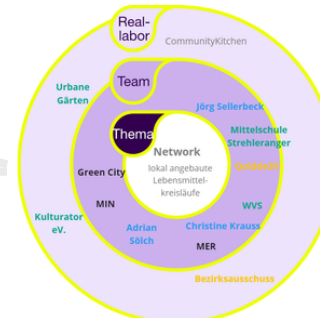 Real-
labor
CommunityKitchen
Team
Urbane
Gärten
Jörg Sellerbeck
Thema
Mittelschule
Strehleranger
Network
lokal angebaute
Lebensmittel-
kreisläufe
Green City
MIN
WVS
Kulturator
eV.
Adrian
Sölch
Christine Krauss
MER
Bezirksausschuss